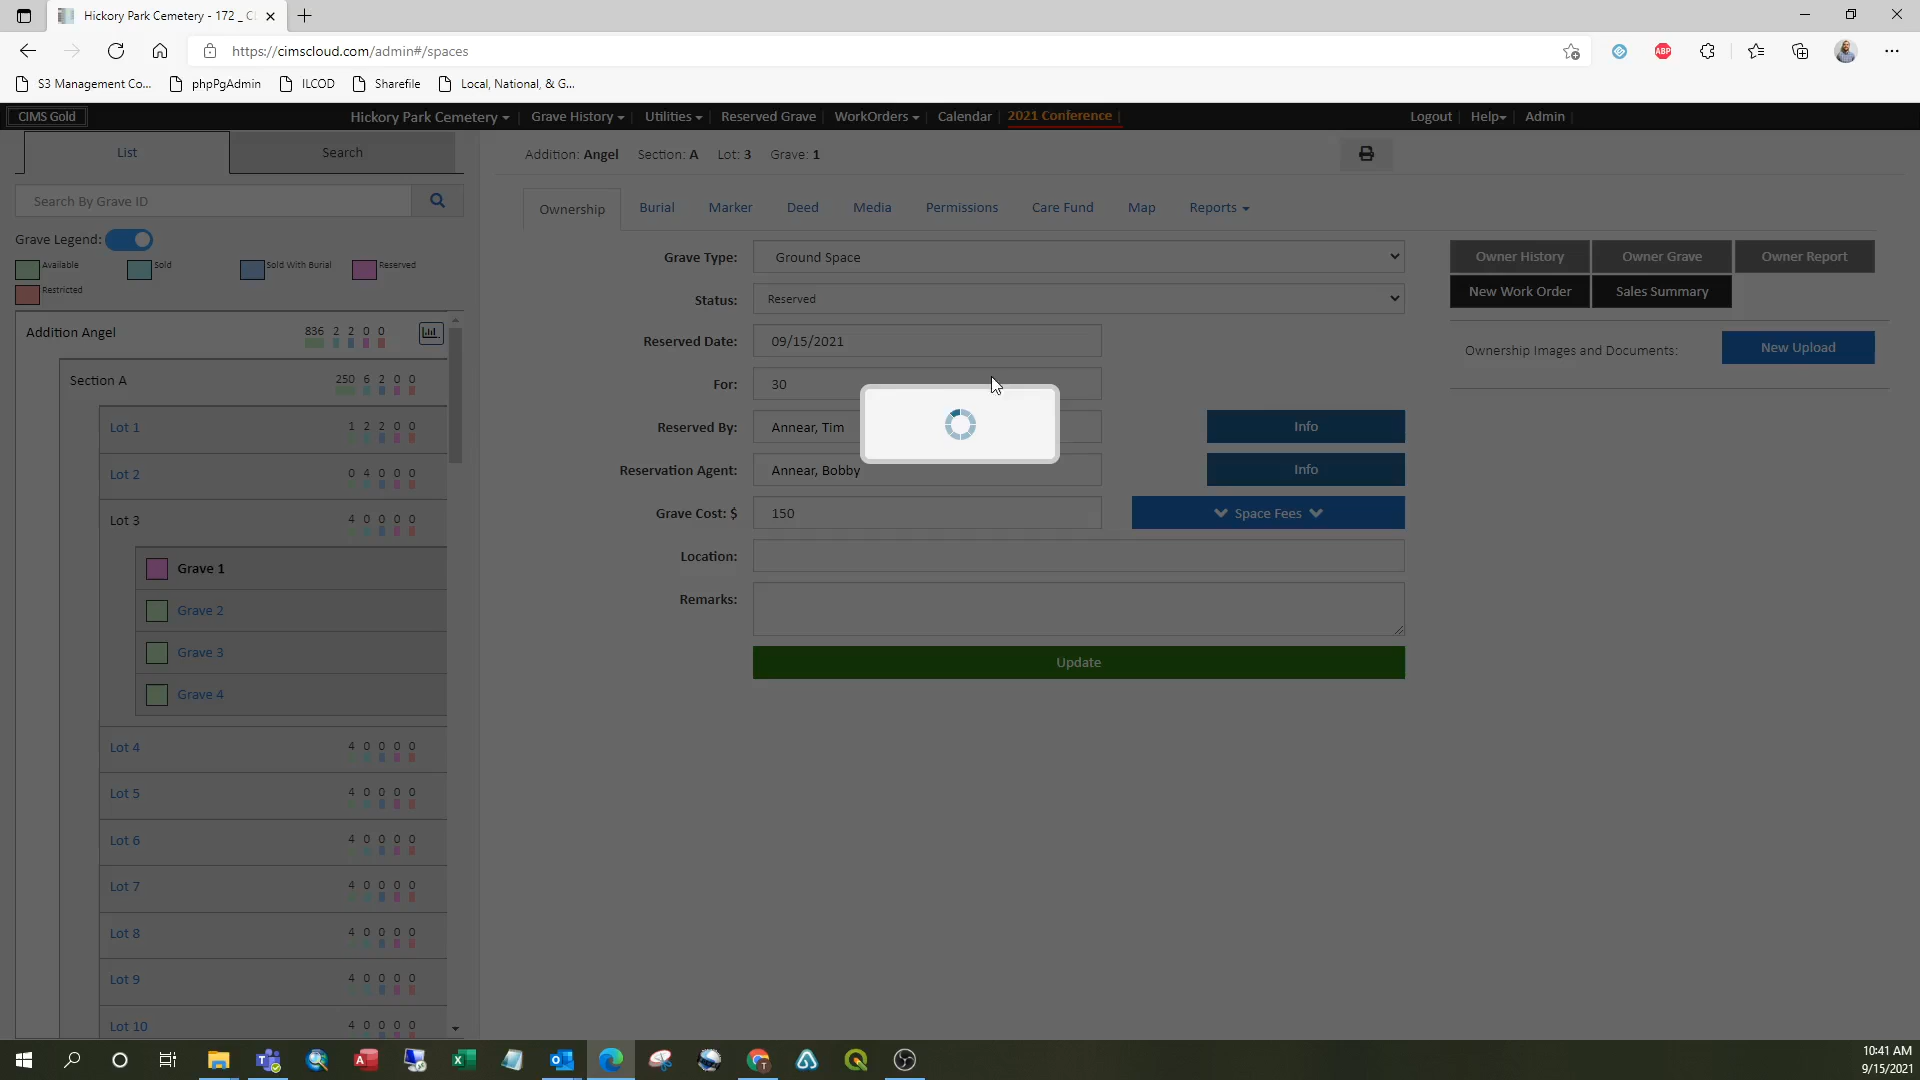 Hickory Park Cemetery - 172 _ C
https://cimscloud.com/admin#/spaces
ABP
S3 Management Co...
phpPgAdmin
ILCOD
Sharefile
Local, National, & G...
CIMS Gold
Hickory Park Cemetery
Grave History
Utilities
Reserved Grave
WorkOrders
Calendar
2021 Conference
Logout
Help
Admin
List
Search
Addition: Angel Section: A Lot: 3 Grave: 1
Search By Grave ID
Ownership
Burial
Marker
Deed
Media
Permissions
Care Fund
Map
Reports
Grave Legend:
Available
Sold
Sold With Burial
Reserved
Restricted
Addition Angel 836 2 2 0 0
Section A 250 6 2 0 0
Lot 1 1 2 2 0 0
Lot 2 0 4 0 0 0
Lot 3 4 0 0 0 0
Grave 1
Grave 2
Grave 3
Grave 4
Lot 4 4 0 0 0 0
Lot 5 4 0 0 0 0
Lot 6 4 0 0 0 0
Lot 7 4 0 0 0 0
Lot 8 4 0 0 0 0
Lot 9 4 0 0 0 0
Lot 10 4 0 0 0 0
Grave Type: Ground Space
Status: Reserved
Reserved Date: 09/15/2021
For: 30
Reserved By: Annear, Tim Info
Reservation Agent: Annear, Bobby Info
Grave Cost: $ 150 Space Fees
Location:
Remarks:
Update
Owner History
Owner Grave
Owner Report
New Work Order
Sales Summary
Ownership Images and Documents:
New Upload
10:41 AM
9/15/2021